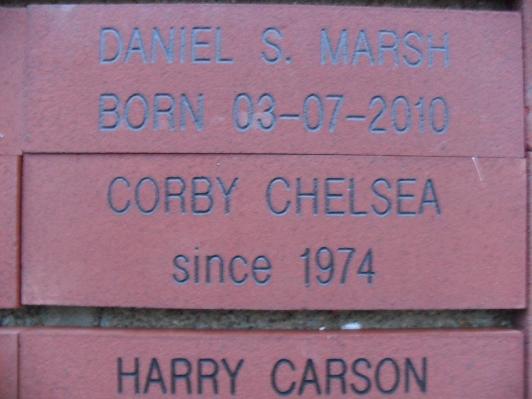 DANIEL S. MARSH
BORN 03-07-2010
CORBY CHELSEA
since 1974
HARRY CARSON